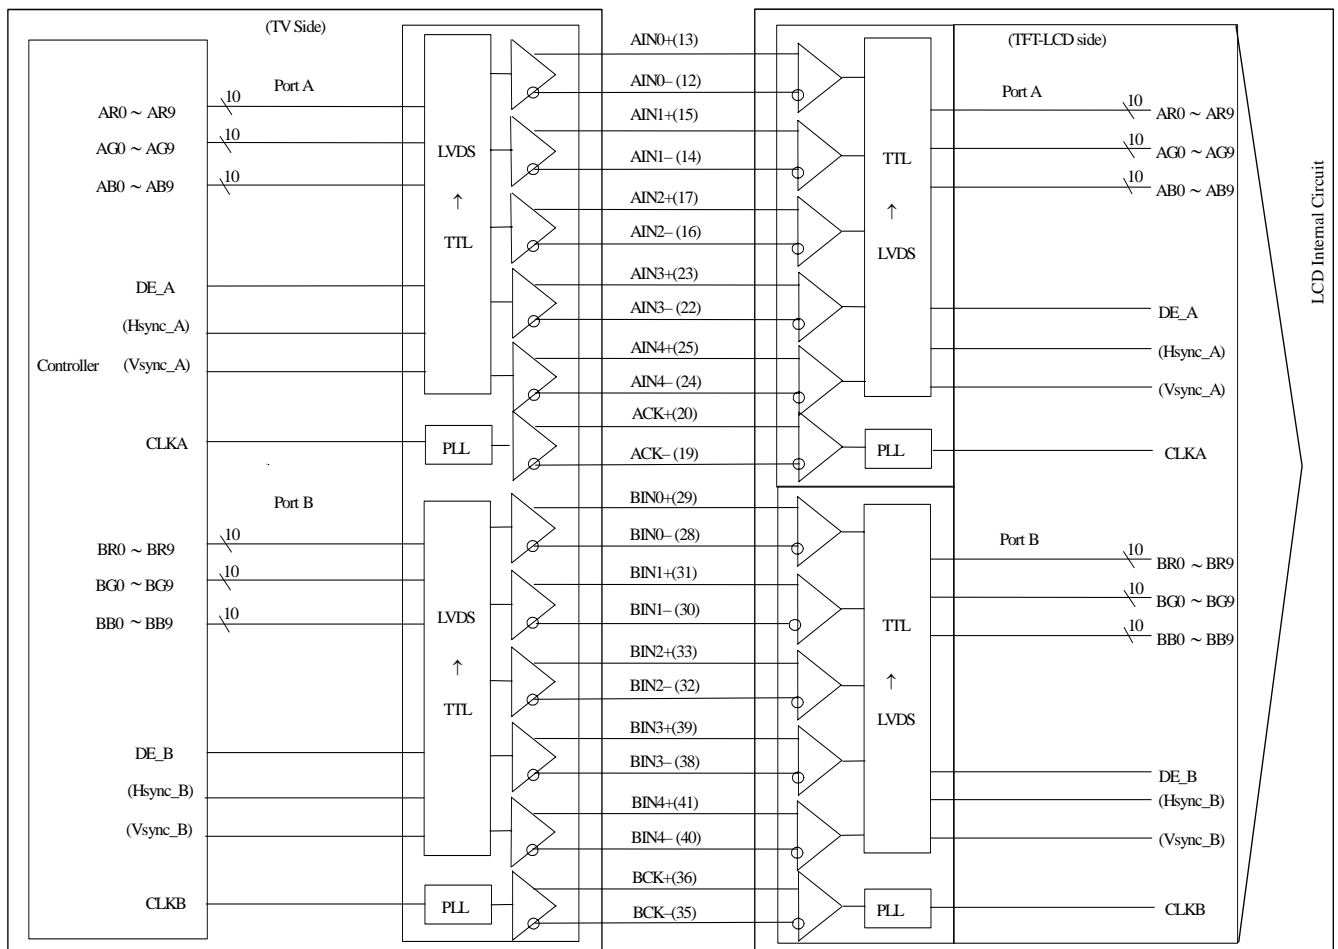 (TV Side)
Controller
Port A
AR0 ~ AR9
10
AG0 ~ AG9
10
AB0 ~ AB9
10
DE_A
(Hsync_A)
(Vsync_A)
CLKA
LVDS
↑
TTL
PLL
Port B
BR0 ~ BR9
10
BG0 ~ BG9
10
BB0 ~ BB9
10
DE_B
(Hsync_B)
(Vsync_B)
CLKB
LVDS
↑
TTL
PLL
AIN0+(13)
AIN0– (12)
AIN1+(15)
AIN1– (14)
AIN2+(17)
AIN2– (16)
AIN3+(23)
AIN3– (22)
AIN4+(25)
AIN4– (24)
ACK+(20)
ACK– (19)
BIN0+(29)
BIN0– (28)
BIN1+(31)
BIN1– (30)
BIN2+(33)
BIN2– (32)
BIN3+(39)
BIN3– (38)
BIN4+(41)
BIN4– (40)
BCK+(36)
BCK–(35)
(TFT-LCD side)
TTL
↑
LVDS
PLL
Port A
10
AR0 ~ AR9
10
AG0 ~ AG9
10
AB0 ~ AB9
DE_A
(Hsync_A)
(Vsync_A)
CLKA
TTL
↑
LVDS
PLL
Port B
10
BR0 ~ BR9
10
BG0 ~ BG9
10
BB0 ~ BB9
DE_B
(Hsync_B)
(Vsync_B)
CLKB
LCD Internal Circuit